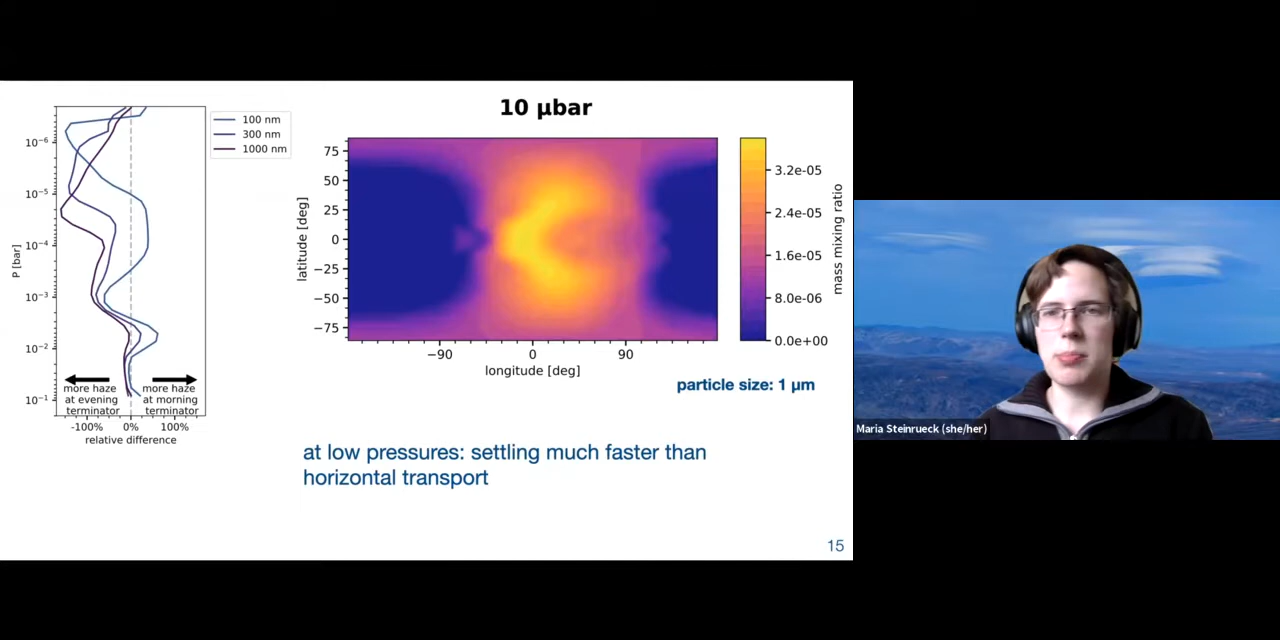 10 μbar
100 nm
300 nm
1000 nm
P [bar]
10⁻⁶
10⁻⁵
10⁻⁴
10⁻³
10⁻²
10⁻¹
more haze
at evening
terminator
more haze
at morning
terminator
-100%
0%
100%
relative difference
latitude [deg]
75
50
25
0
−25
−50
−75
−90
0
90
longitude [deg]
3.2e-05
2.4e-05
1.6e-05
8.0e-06
0.0e+00
mass mixing ratio
particle size: 1 μm
at low pressures: settling much faster than
horizontal transport
15
Maria Steinrueck (she/her)